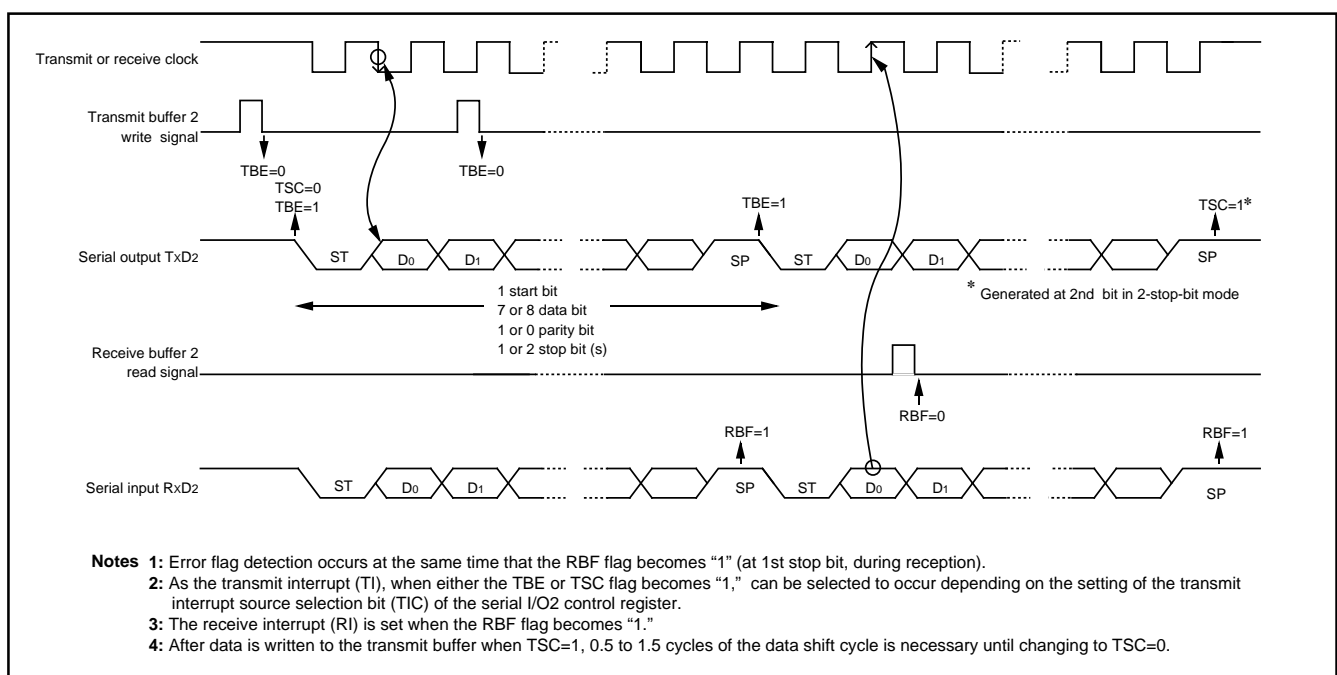 Transmit or receive clock
Transmit buffer 2
write signal
TBE=0
TBE=0
TSC=0
TBE=1
TBE=1
TSC=1*
Serial output TxD2
ST
D0
D1
SP
ST
D0
D1
SP
* Generated at 2nd bit in 2-stop-bit mode
1 start bit
7 or 8 data bit
1 or 0 parity bit
1 or 2 stop bit (s)
Receive buffer 2
read signal
RBF=0
RBF=1
RBF=1
Serial input RxD2
ST
D0
D1
SP
ST
D0
D1
SP
Notes 1: Error flag detection occurs at the same time that the RBF flag becomes “1” (at 1st stop bit, during reception).
2: As the transmit interrupt (TI), when either the TBE or TSC flag becomes “1,” can be selected to occur depending on the setting of the transmit
interrupt source selection bit (TIC) of the serial I/O2 control register.
3: The receive interrupt (RI) is set when the RBF flag becomes “1.”
4: After data is written to the transmit buffer when TSC=1, 0.5 to 1.5 cycles of the data shift cycle is necessary until changing to TSC=0.